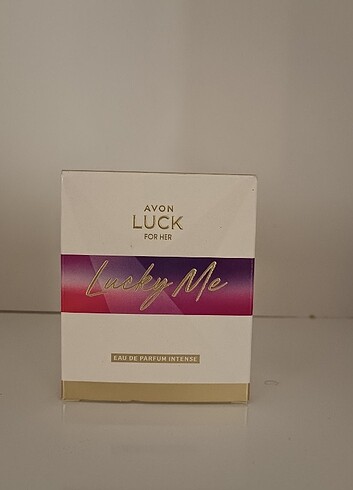 AVON
LUCK
FOR HER
Lucky Me
EAU DE PARFUM INTENSE